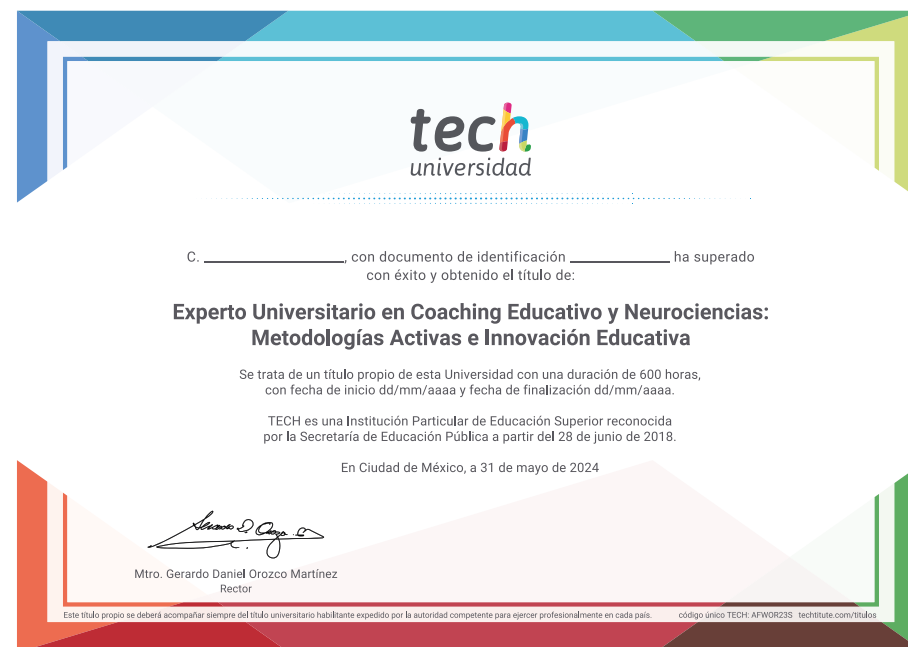 tech
universidad
C. ____________, con documento de identificación ____________ ha superado
con éxito y obtenido el título de:
Experto Universitario en Coaching Educativo y Neurociencias:
Metodologías Activas e Innovación Educativa
Se trata de un título propio de esta Universidad con una duración de 600 horas,
con fecha de inicio dd/mm/aaaa y fecha de finalización dd/mm/aaaa.
TECH es una Institución Particular de Educación Superior reconocida
por la Secretaría de Educación Pública a partir del 28 de junio de 2018.
En Ciudad de México, a 31 de mayo de 2024
Mtro. Gerardo Daniel Orozco Martínez
Rector
Este título propio se deberá acompañar siempre del título universitario habilitante expedido por la autoridad competente para ejercer profesionalmente en cada país. código único TECH: AFWOR23S techtitute.com/titulos